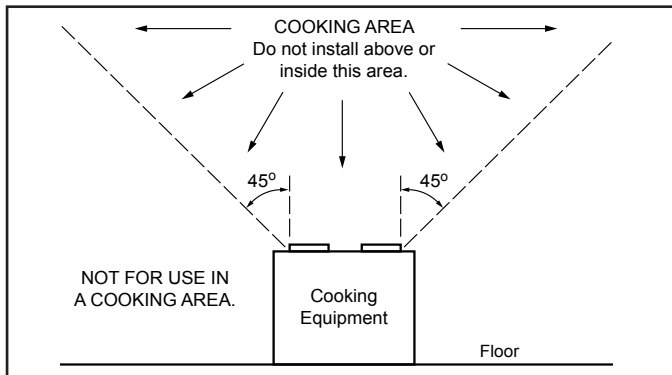 COOKING AREA
Do not install above or
inside this area.
45º
45º
NOT FOR USE IN
A COOKING AREA.
Cooking
Equipment
Floor